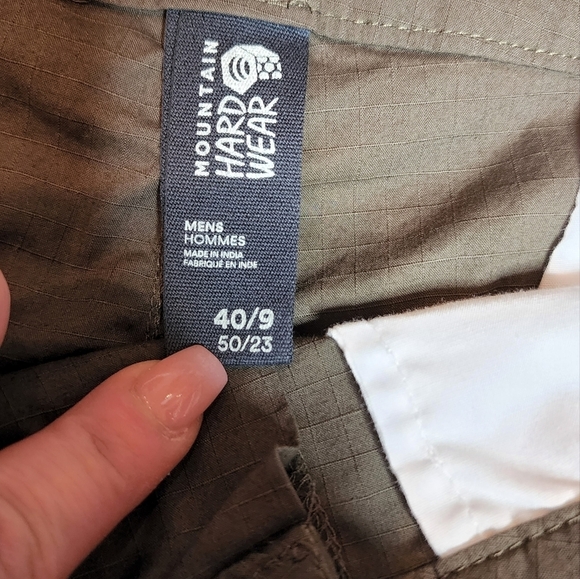 MOUNTAIN
HARD
WEAR
MENS
HOMMES
MADE IN INDIA
FABRIQUÉ EN INDE
40/9
50/23